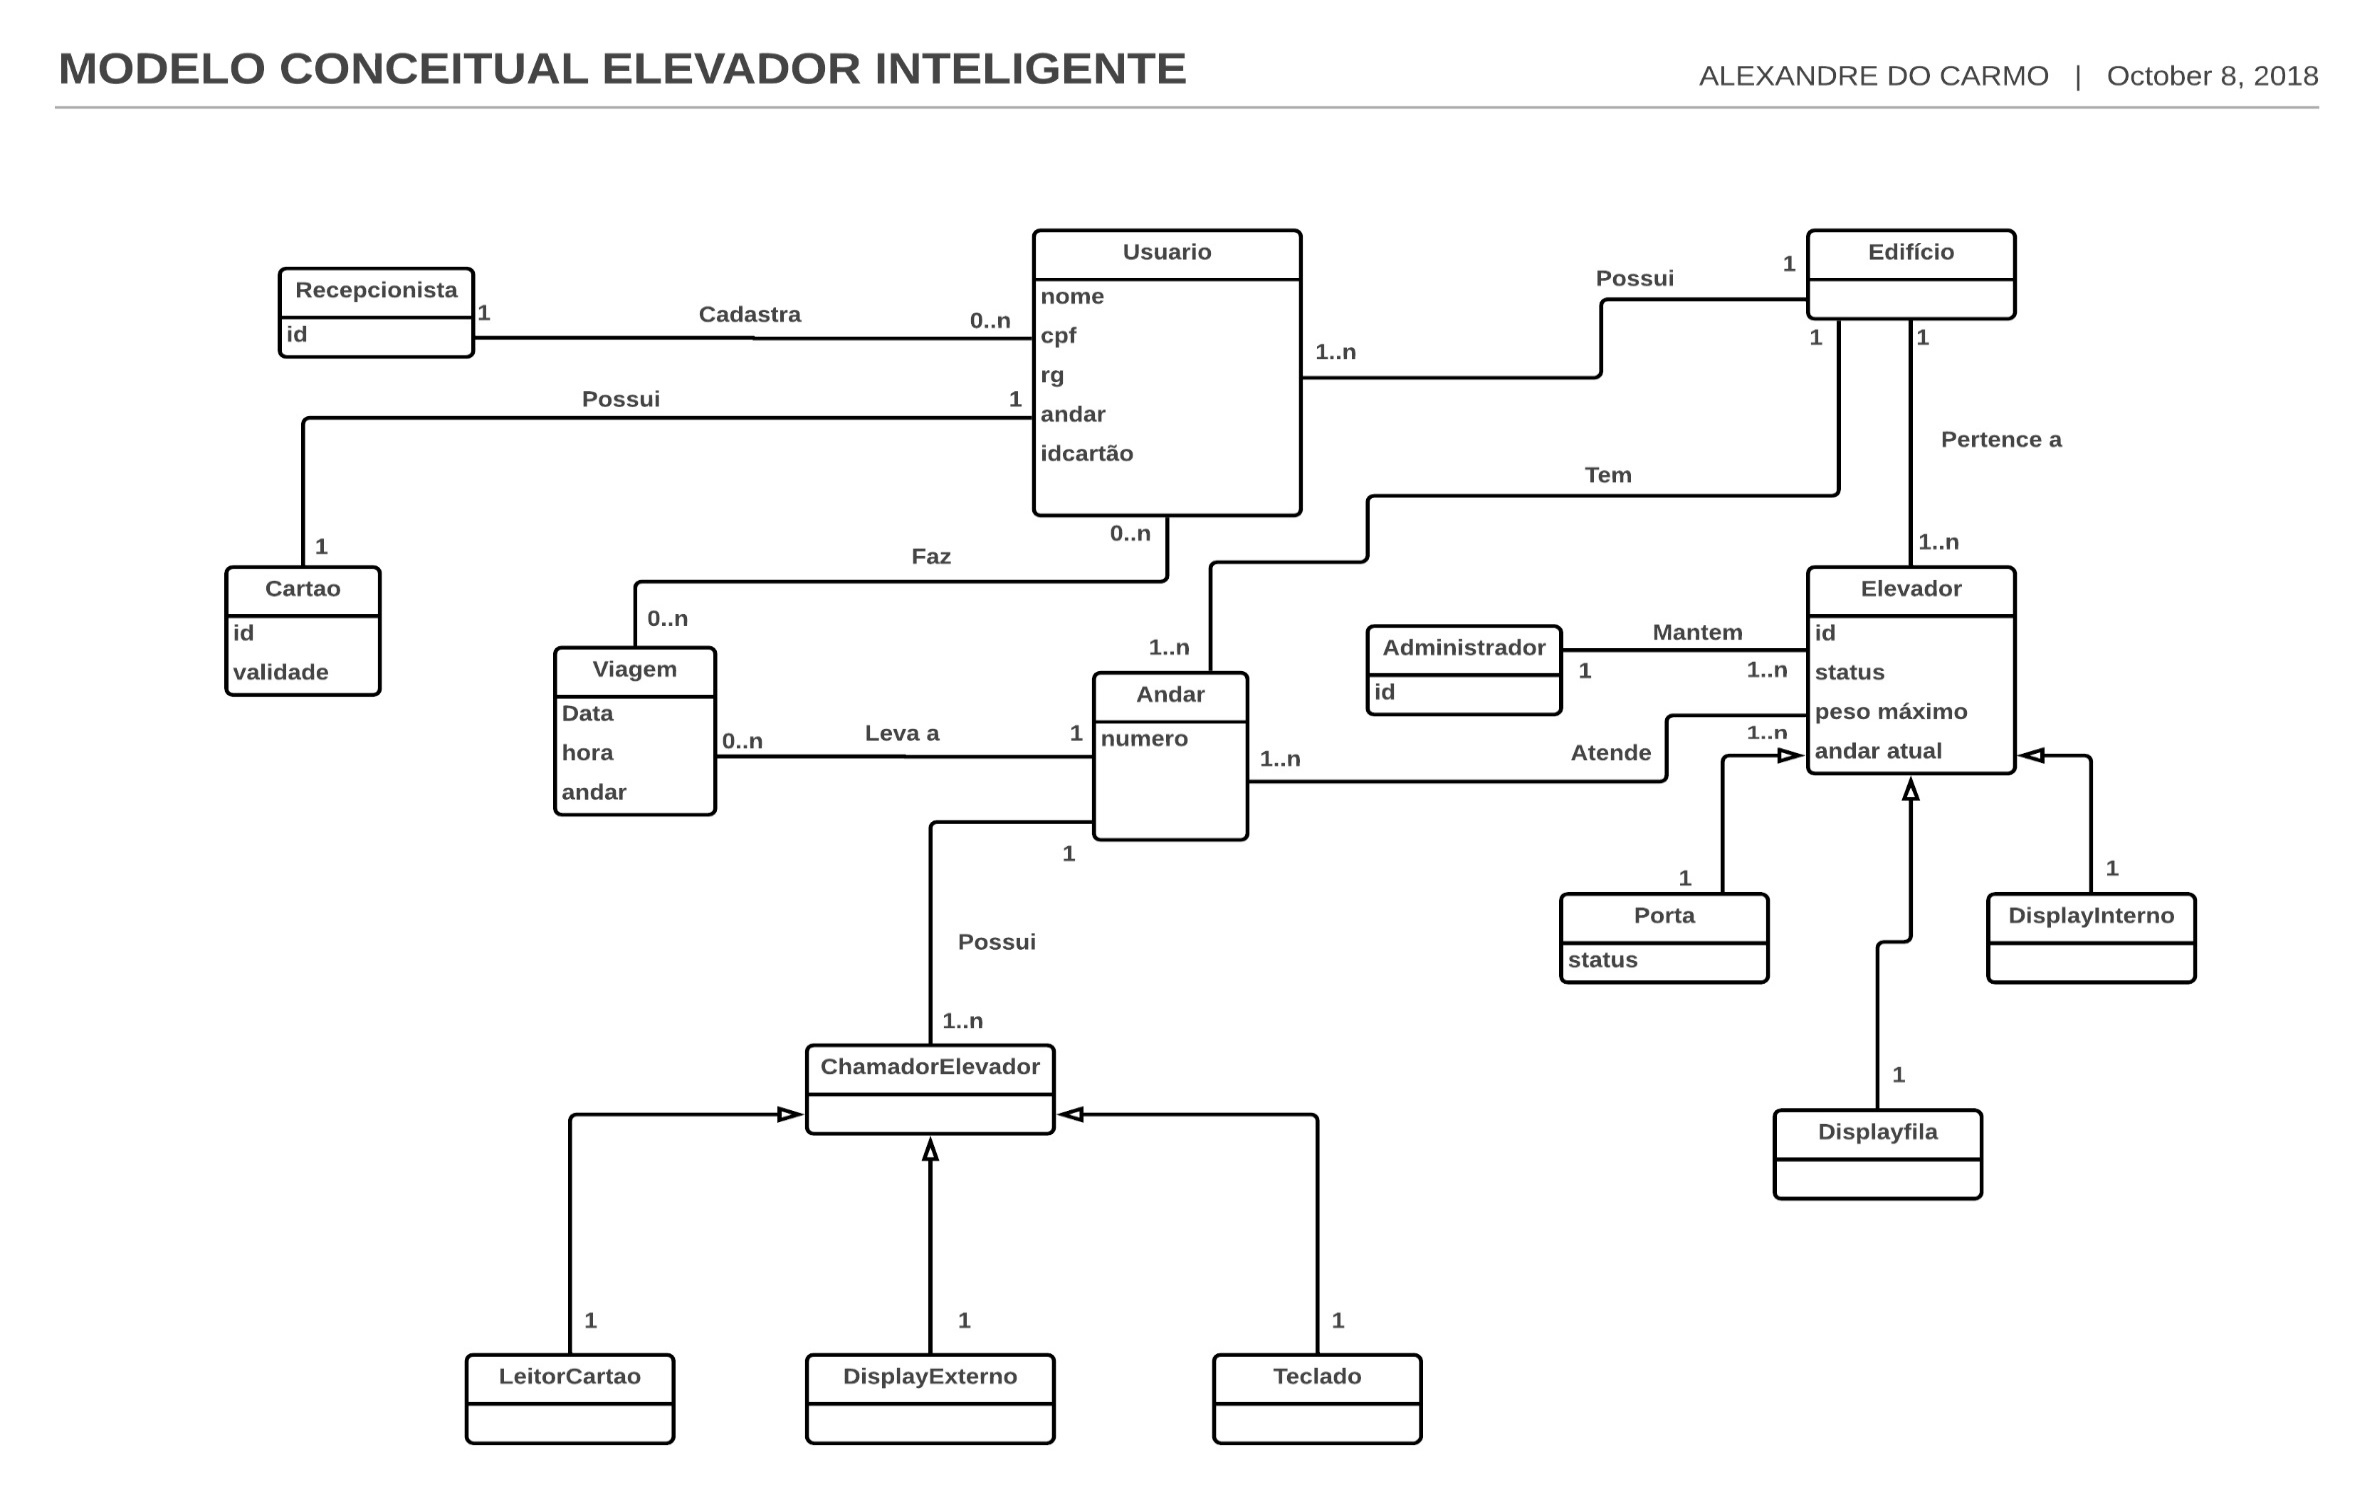 MODELO CONCEITUAL ELEVADOR INTELIGENTE
ALEXANDRE DO CARMO | October 8, 2018
Recepcionista
id
1
Cadastra
0..n
Usuario
nome
cpf
rg
andar
idcartão
Possui
1
1..n
Edifício
1
1
Possui
1
1
Cartao
id
validade
Faz
0..n
0..n
Tem
1..n
Pertence a
1..n
Viagem
Data
hora
andar
0..n
Leva a
1
Andar
numero
Administrador
id
1
Mantem
1..n
Elevador
id
status
peso máximo
andar atual
1..n
Atende
1..n
1
Possui
1..n
1
Porta
status
1
DisplayInterno
1
Displayfila
ChamadorElevador
1
1
1
LeitorCartao
DisplayExterno
Teclado